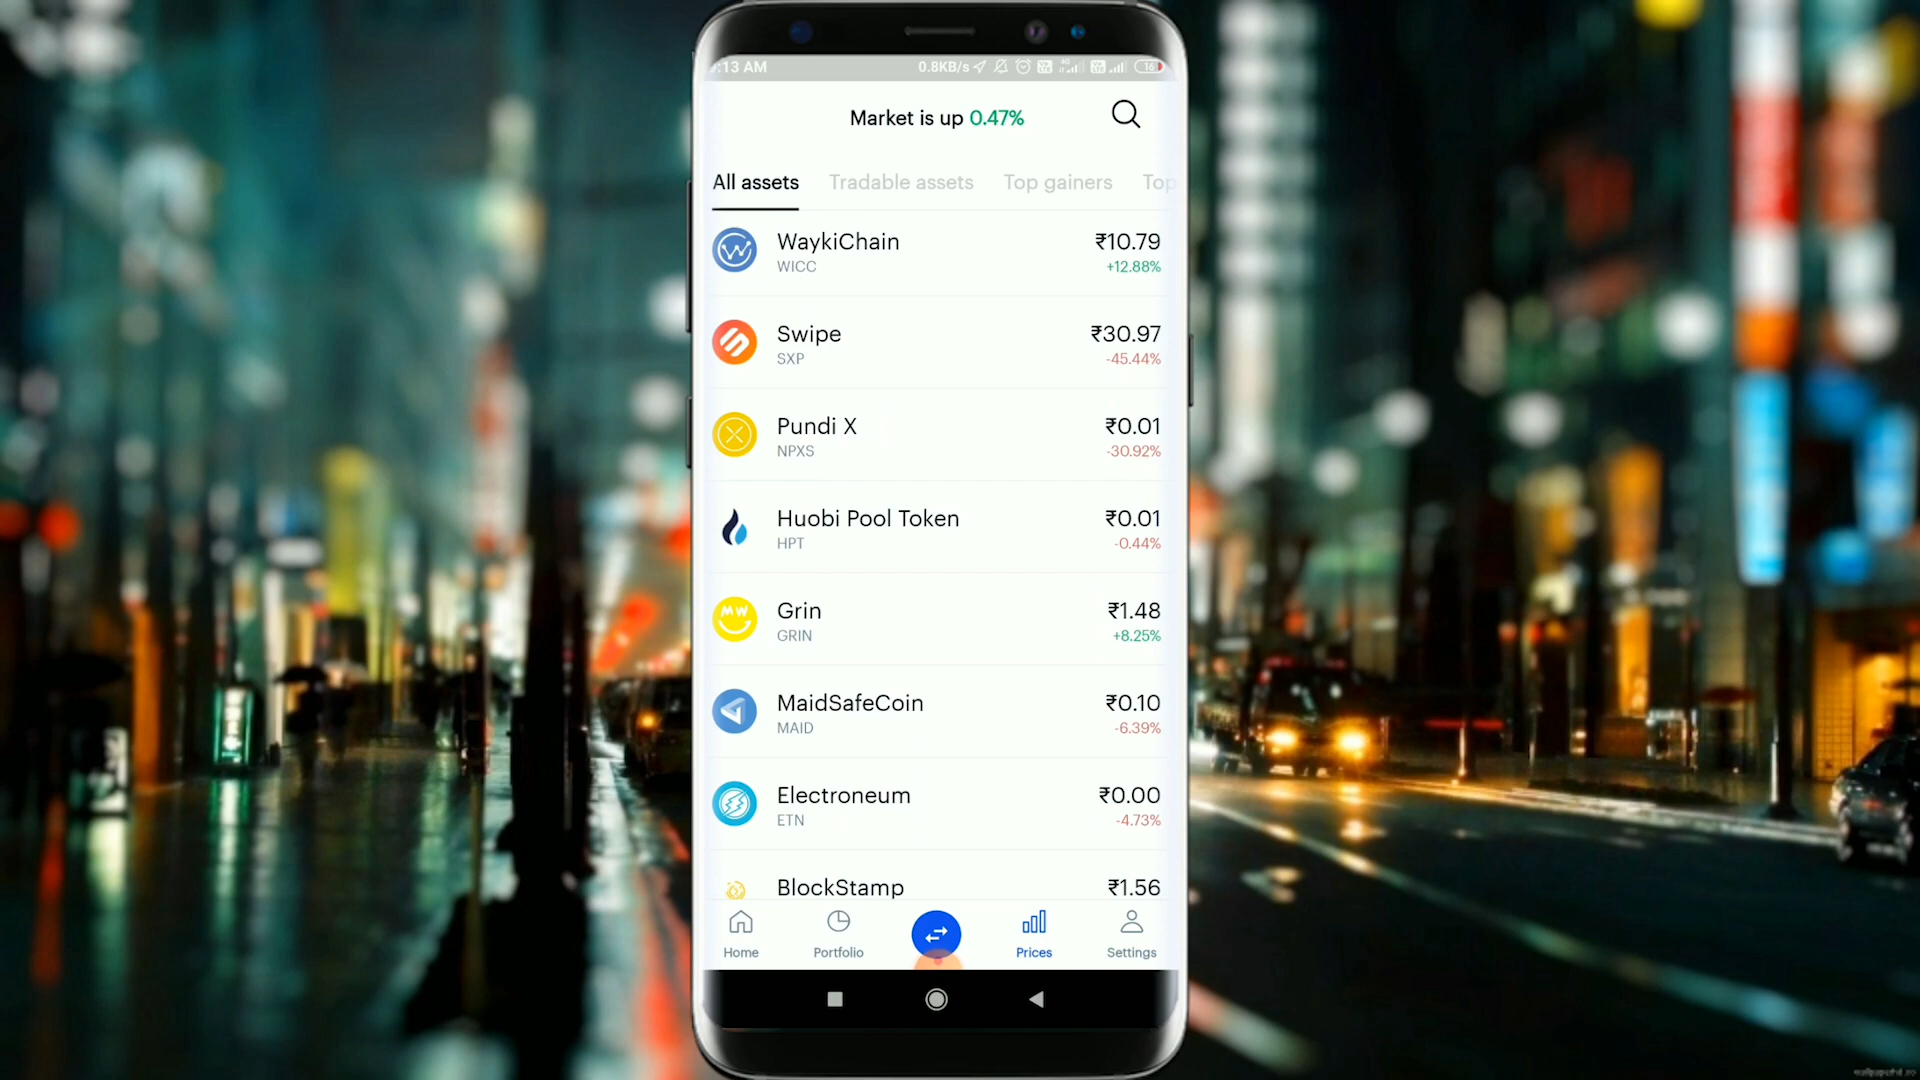 :13 AM 0.8KB/s 16
Market is up 0.47%
All assets Tradable assets Top gainers Top
WaykiChain ₹10.79
WICC +12.88%
Swipe ₹30.97
SXP -45.44%
Pundi X ₹0.01
NPXS -30.92%
Huobi Pool Token ₹0.01
HPT -0.44%
Grin ₹1.48
GRIN +8.25%
MaidSafeCoin ₹0.10
MAID -6.39%
Electroneum ₹0.00
ETN -4.73%
BlockStamp ₹1.56
Home Portfolio Prices Settings